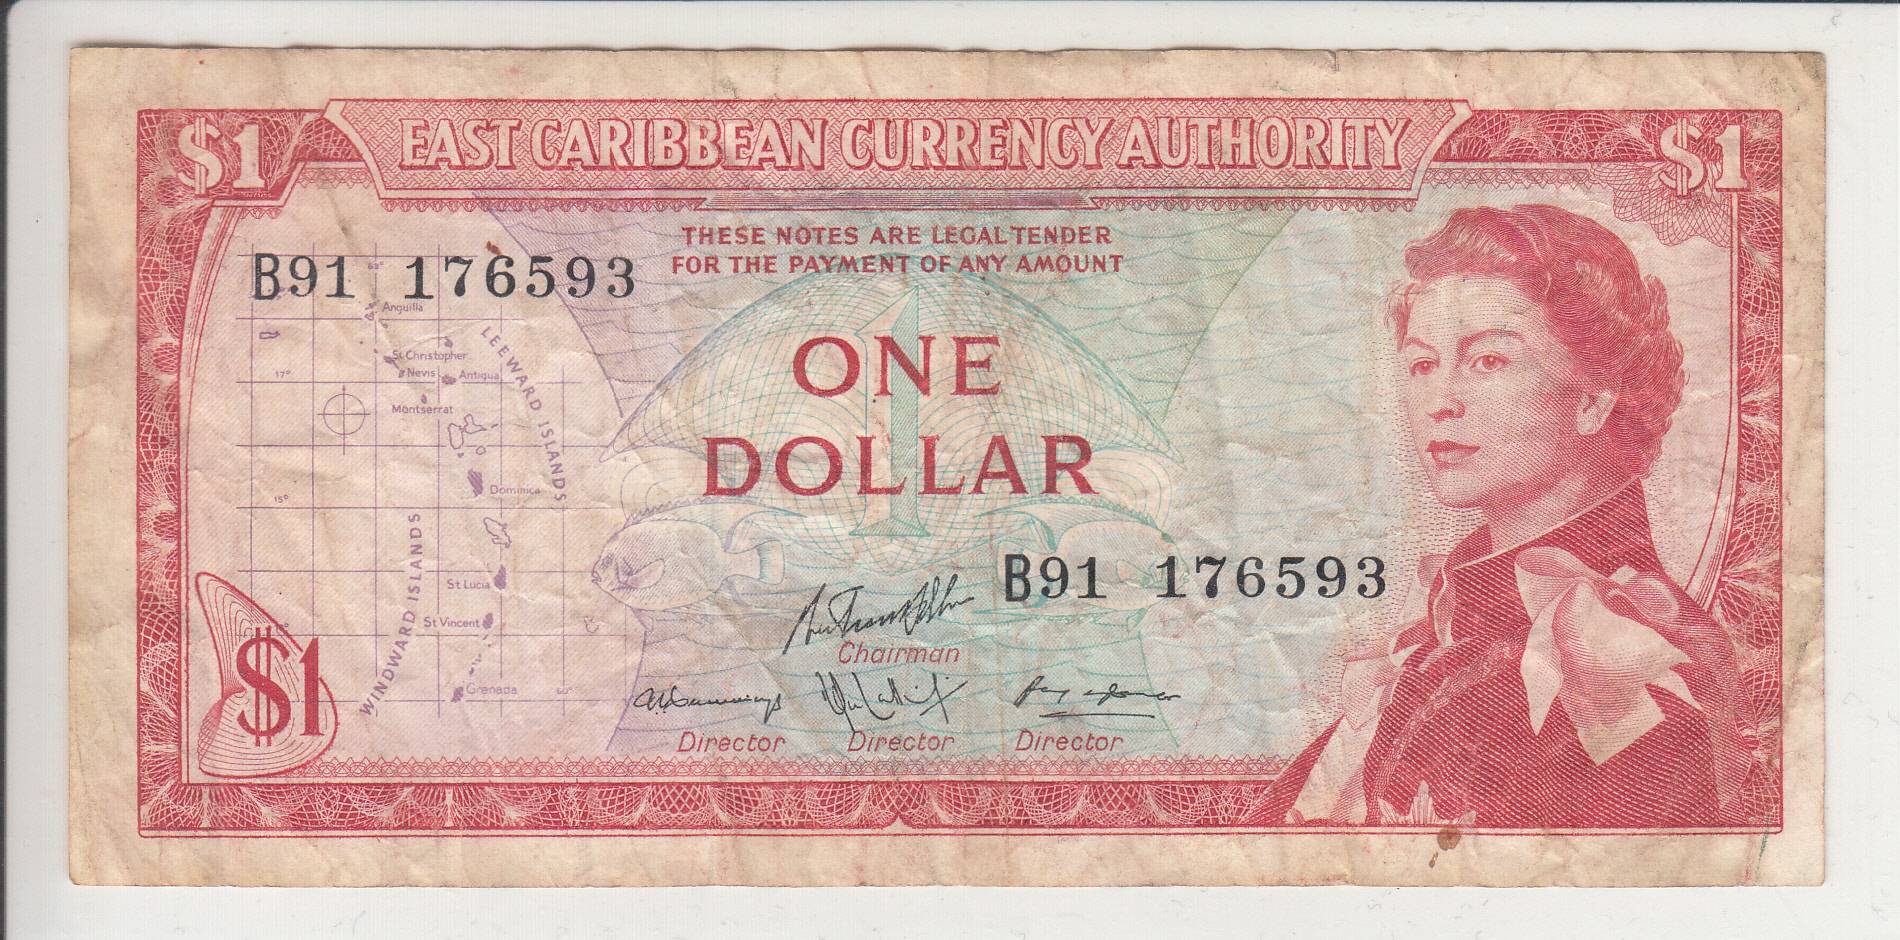 $1 EAST CARIBBEAN CURRENCY AUTHORITY $1
THESE NOTES ARE LEGAL TENDER
FOR THE PAYMENT OF ANY AMOUNT
B91 176593
63°
Anguilla
LEEWARD ISLANDS
St Christopher
17°
Nevis
Antigua
Montserrat
1
ONE
DOLLAR
15°
Dominica
WINDWARD ISLANDS
St Lucia
B91 176593
St Vincent
Chairman
$1
Grenada
60°
Director Director Director